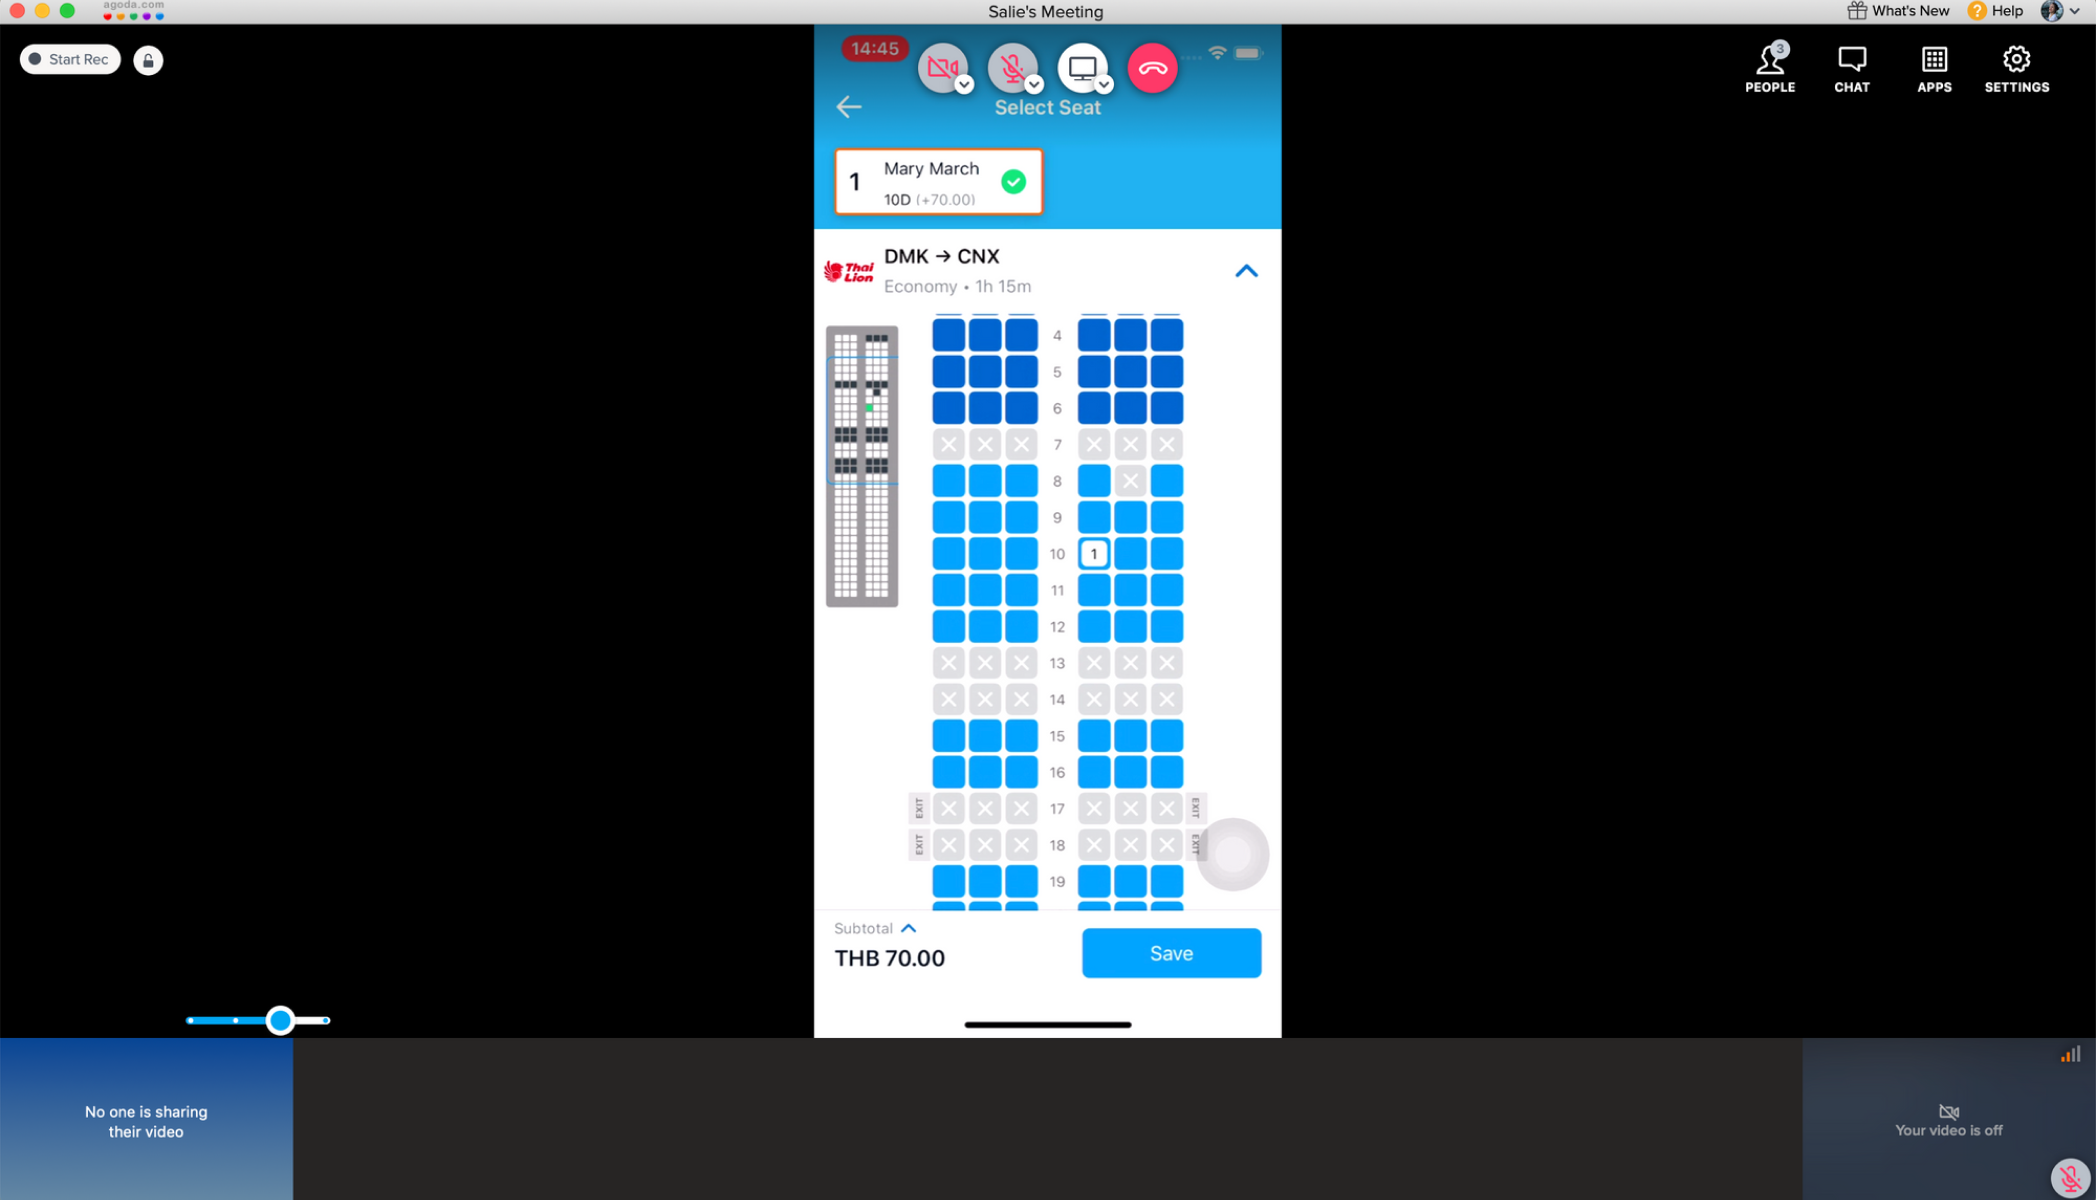 agoda.com
Salie's Meeting
What's New
Help
Start Rec
14:45
3
PEOPLE
CHAT
APPS
SETTINGS
Select Seat
1
Mary March
10D (+70.00)
Thai Lion
DMK → CNX
Economy • 1h 15m
4
5
6
7
8
9
10 1
11
12
13
14
15
16
EXIT 17 EXIT
EXIT 18 EXIT
19
Subtotal
THB 70.00
Save
No one is sharing
their video
Your video is off